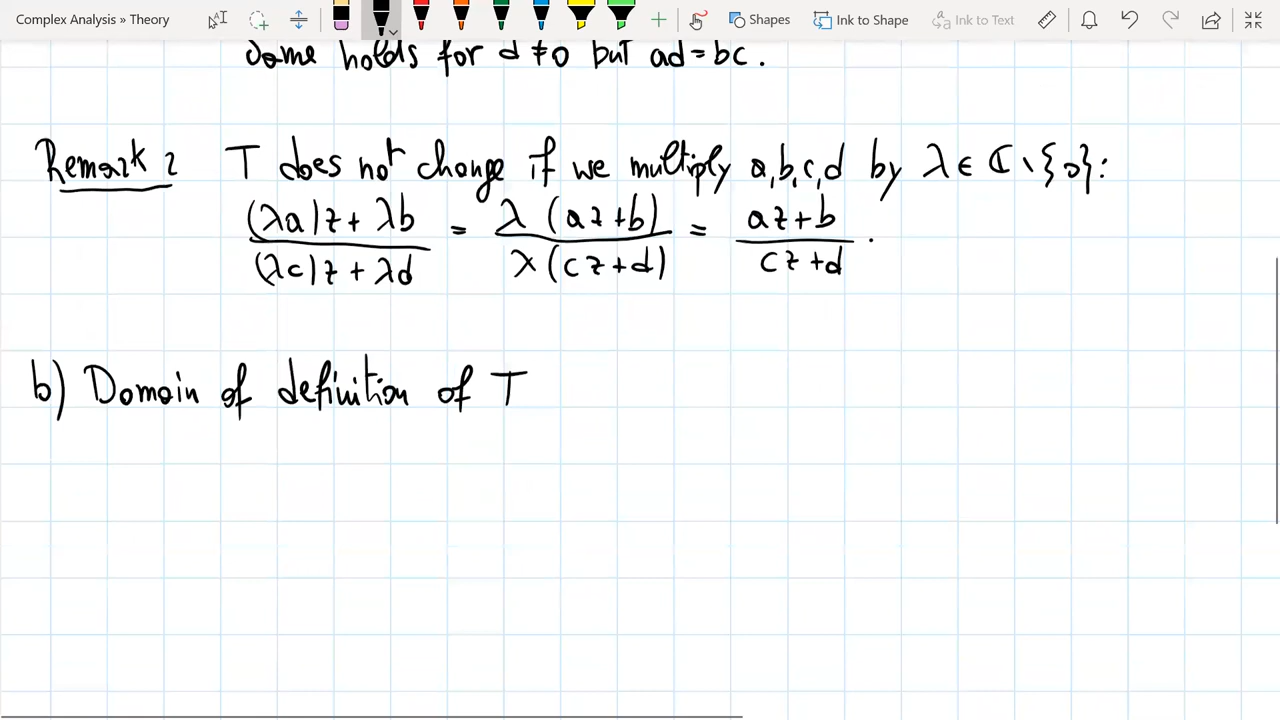 Complex Analysis » Theory
Shapes
Ink to Shape
Ink to Text
Same holds for d ≠ 0 but ad = bc.
Remark 2 T does not change if we multiply a, b, c, d by λ ∈ ℂ \ {0}:
(λa)z + λb / (λc)z + λd = λ(az + b) / λ(cz + d) = az + b / cz + d .
b) Domain of definition of T